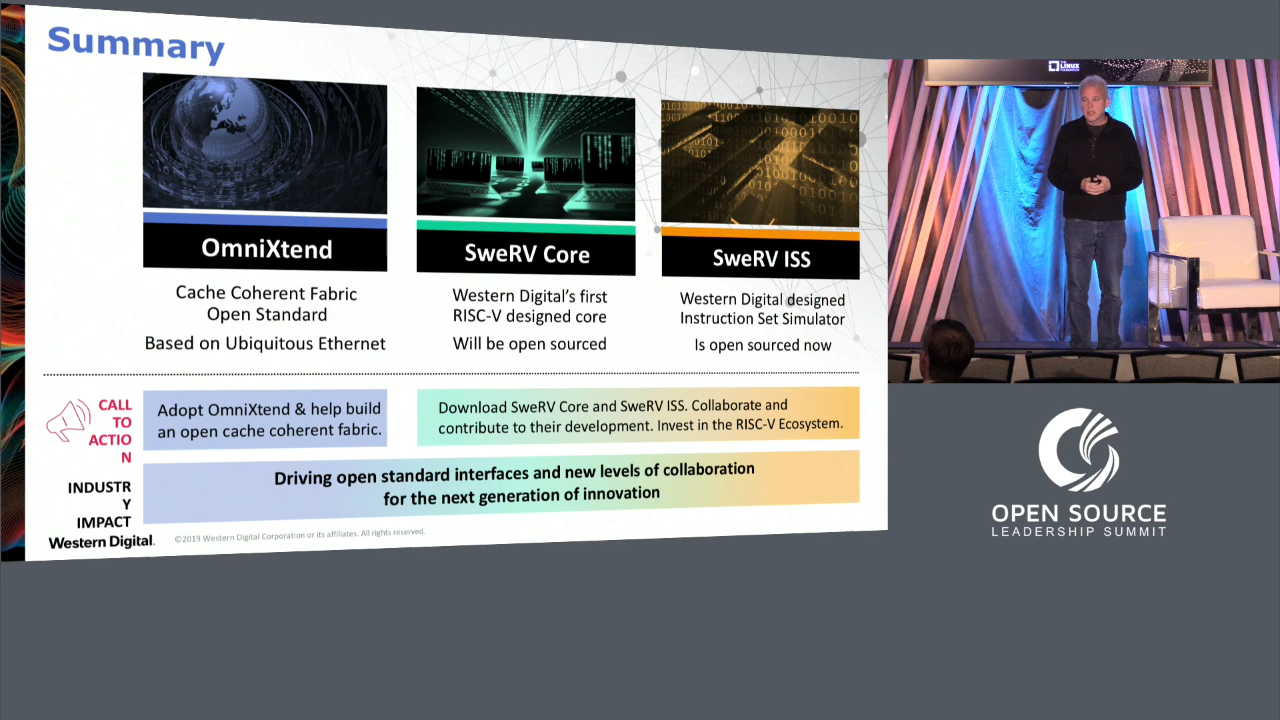 Summary
OmniXtend
SweRV Core
SweRV ISS
Cache Coherent Fabric
Open Standard
Based on Ubiquitous Ethernet
Western Digital's first
RISC-V designed core
Will be open sourced
Western Digital designed
Instruction Set Simulator
Is open sourced now
CALL
TO
ACTIO
N
Adopt OmniXtend & help build
an open cache coherent fabric.
Download SweRV Core and SweRV ISS. Collaborate and
contribute to their development. Invest in the RISC-V Ecosystem.
INDUSTR
Y
IMPACT
Driving open standard interfaces and new levels of collaboration
for the next generation of innovation
Western Digital.
©2019 Western Digital Corporation or its affiliates. All rights reserved.
THE
LINUX
FOUNDATION
OPEN SOURCE
LEADERSHIP SUMMIT